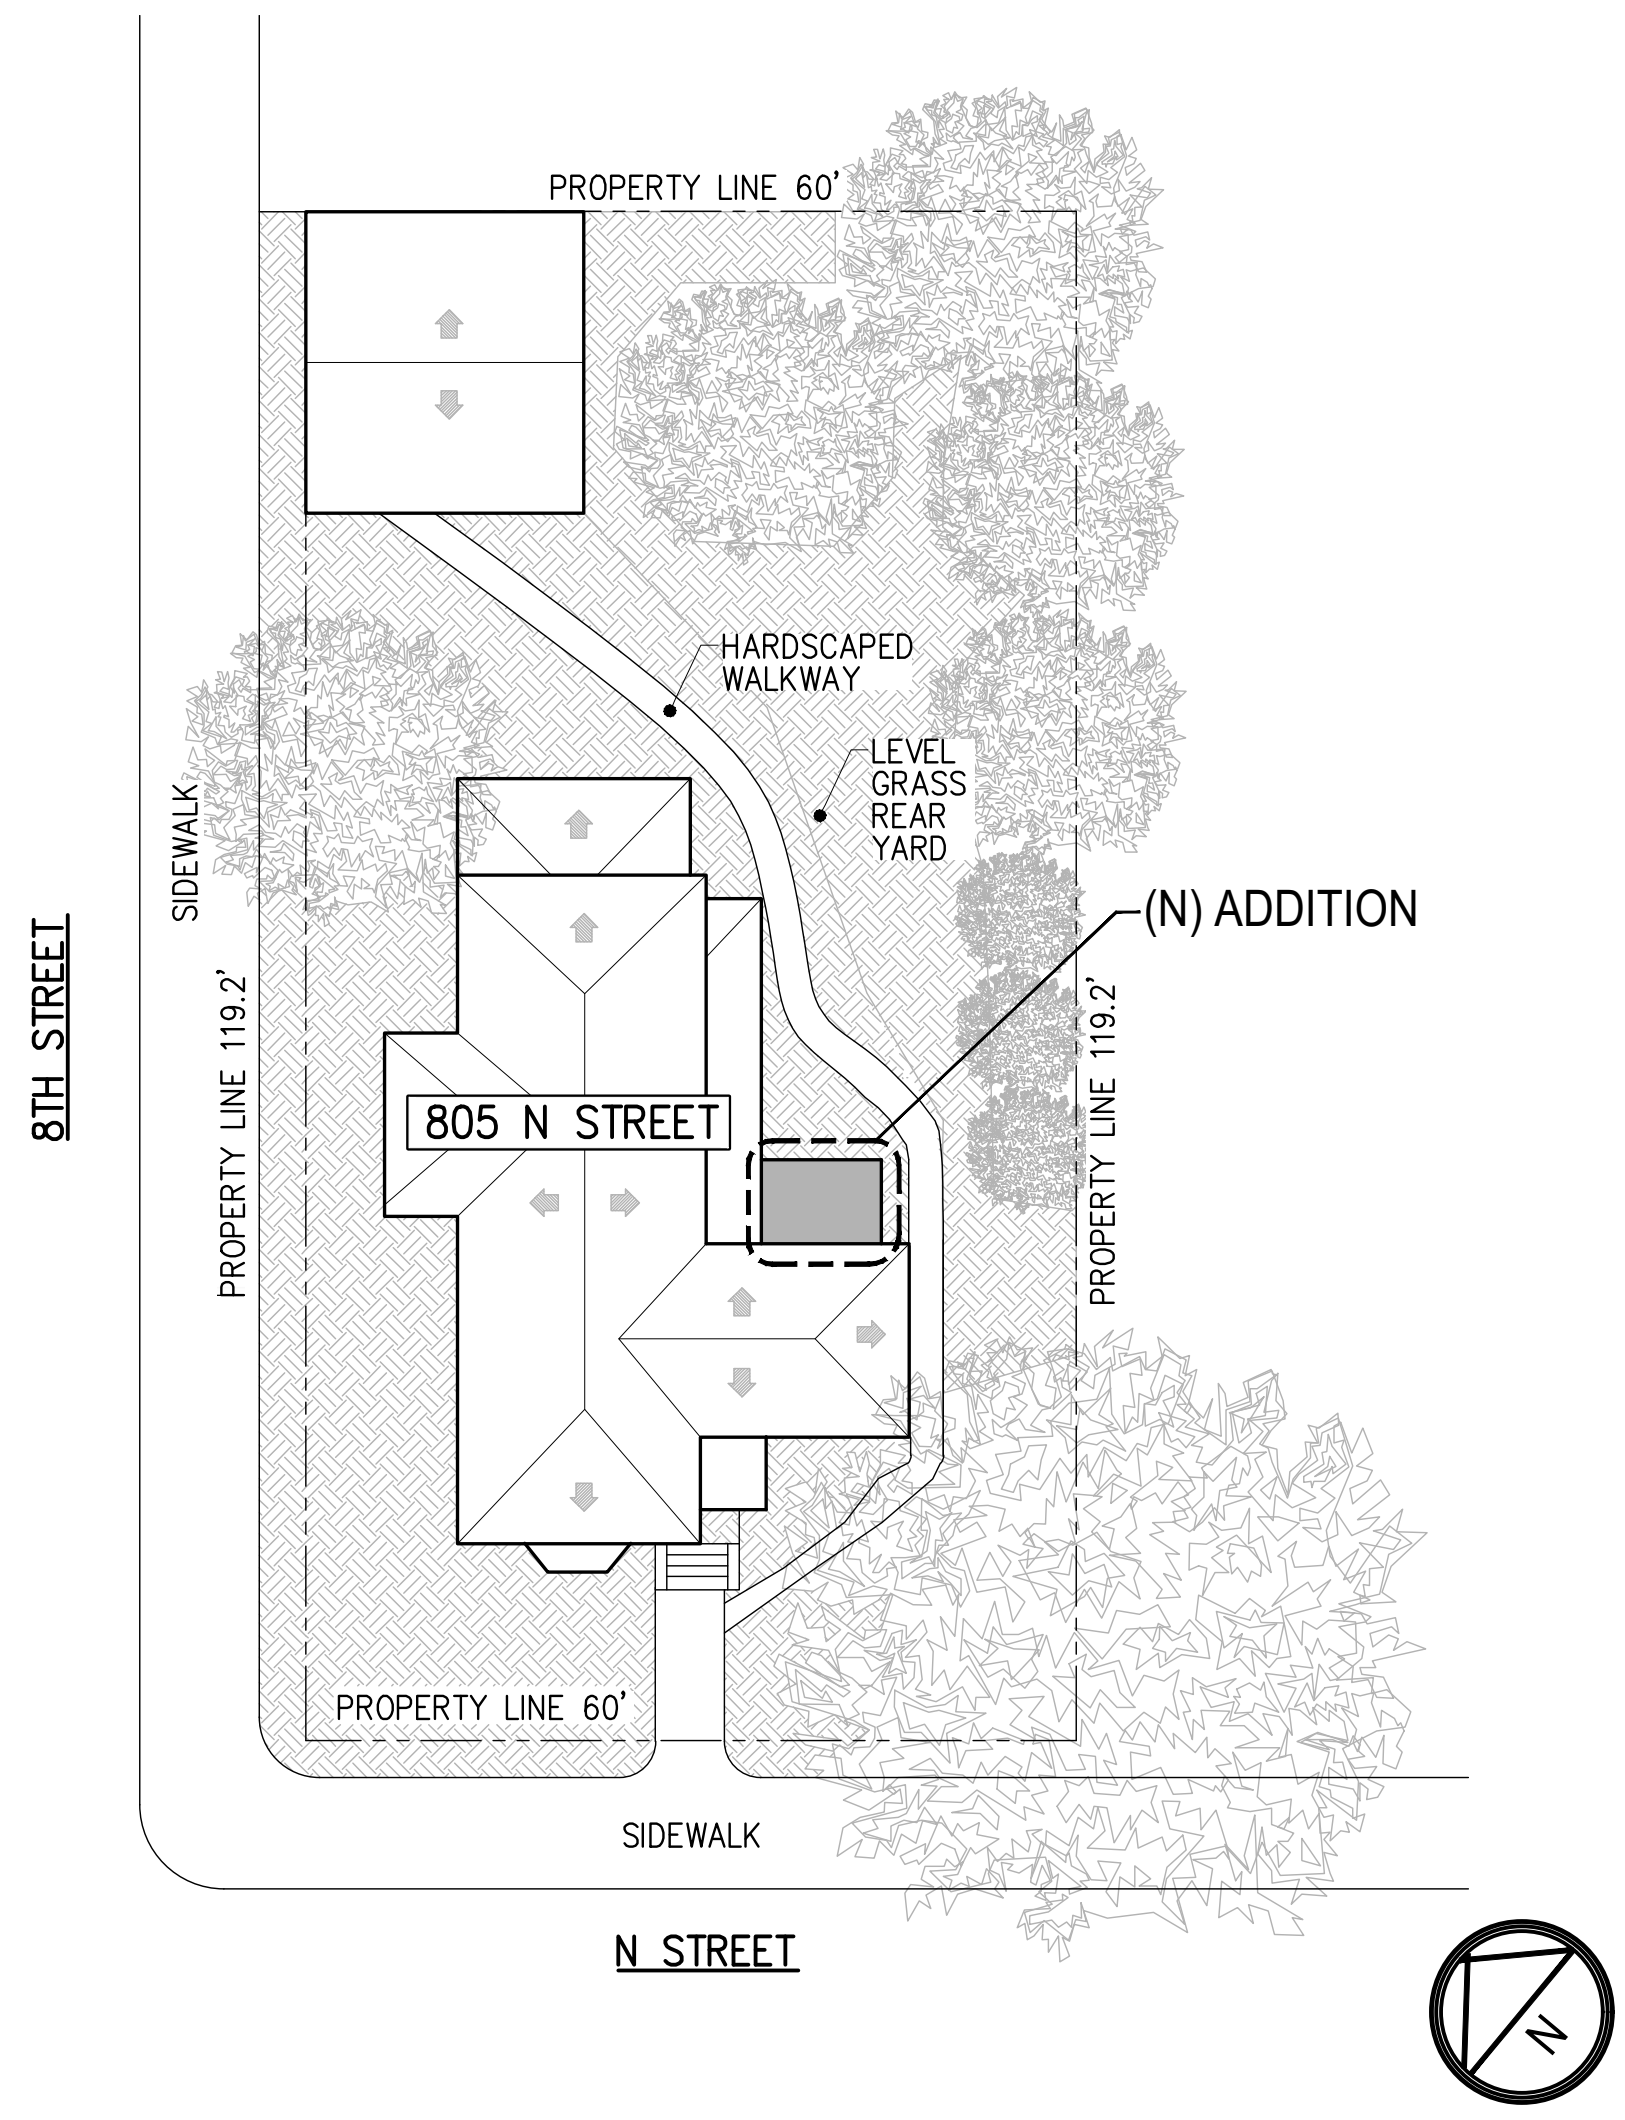 PROPERTY LINE 60'
HARDSCAPED
WALKWAY
LEVEL
GRASS
REAR
YARD
SIDEWALK
(N) ADDITION
8TH STREET
PROPERTY LINE 119.2'
PROPERTY LINE 119.2'
805 N STREET
PROPERTY LINE 60'
SIDEWALK
N STREET
N